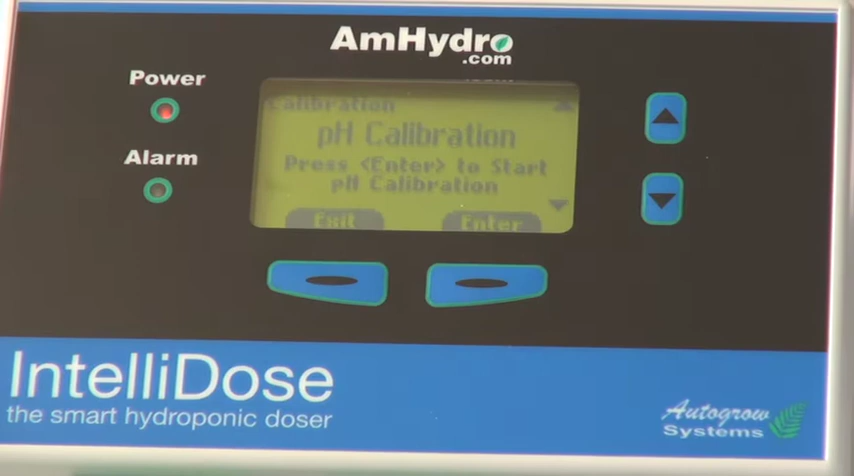 AmHydro
.com
Power
Alarm
Calibration
pH Calibration
Press <Enter> to Start
pH Calibration
Exit
Enter
IntelliDose
the smart hydroponic doser
Autogrow
Systems